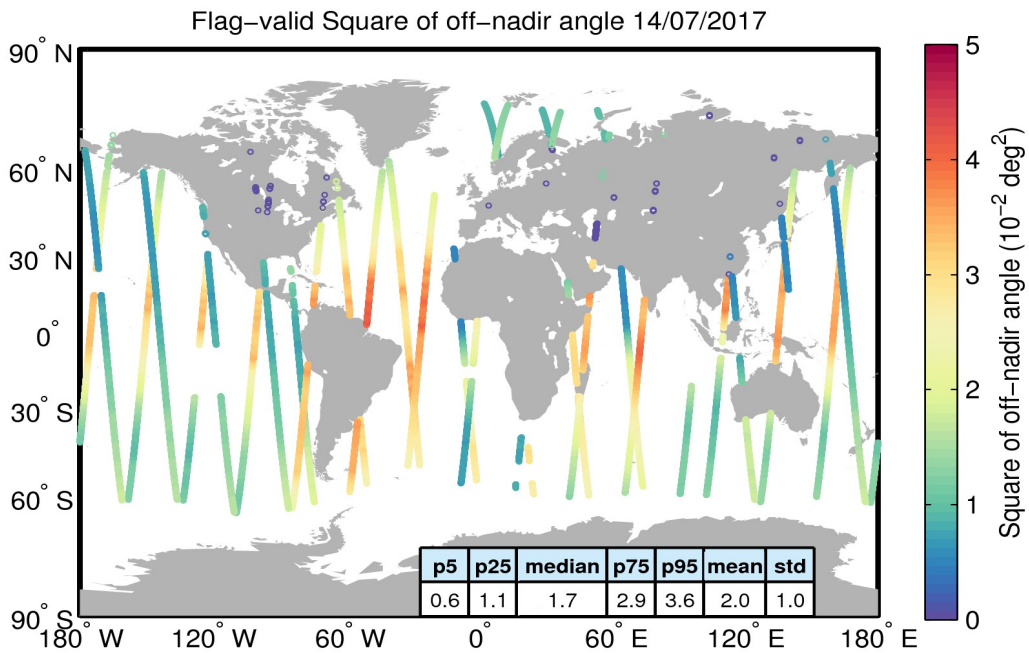 Flag−valid Square of off−nadir angle 14/07/2017
90° N
60° N
30° N
0°
30° S
60° S
90° S
180° W
120° W
60° W
0°
60° E
120° E
180° E
p5 p25 median p75 p95 mean std
0.6 1.1 1.7 2.9 3.6 2.0 1.0
5
4
3
2
1
0
Square of off−nadir angle (10⁻² deg²)